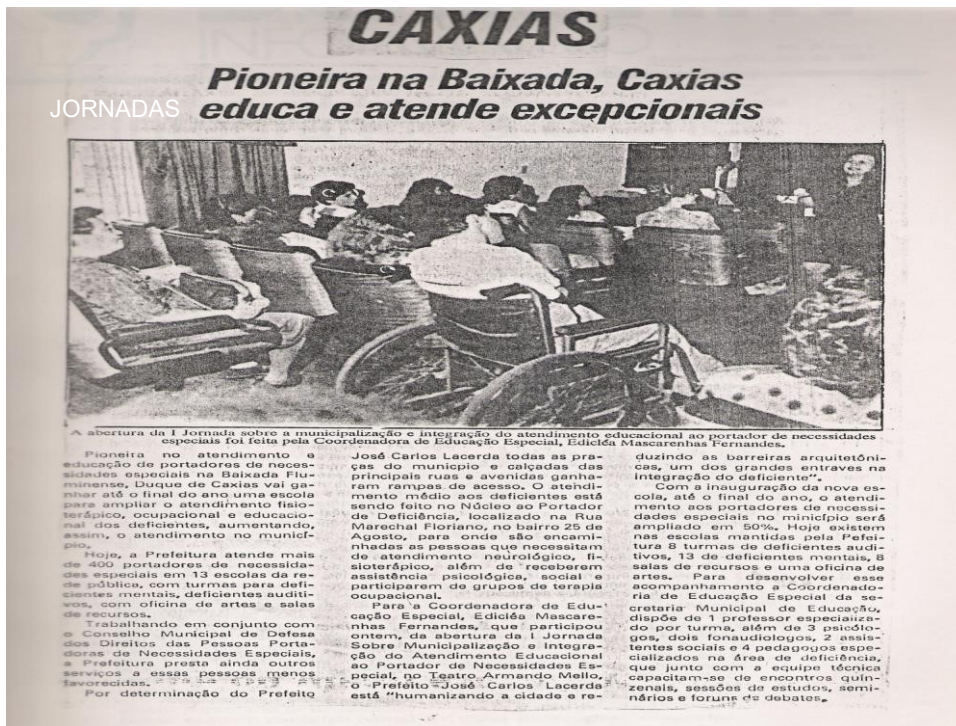 CAXIAS
Pioneira na Baixada, Caxias
educa e atende excepcionais
JORNADAS
A abertura da I Jornada sobre a municipalização e integração do atendimento educacional ao portador de necessidades
especiais foi feita pela Coordenadora de Educação Especial, Edicléa Mascarenhas Fernandes.
Pioneira no atendimento e
educação de portadores de neces-
sidades especiais na Baixada Flu-
minense, Duque de Caxias vai ga-
nhar até o final do ano uma escola
para ampliar o atendimento fisio-
terápico, ocupacional e educacio-
nal dos deficientes, aumentando,
assim, o atendimento no municí-
pio.
Hoje, a Prefeitura atende mais
de 400 portadores de necessida-
des especiais em 13 escolas da re-
de pública, com turmas para defi-
cientes mentais, deficientes auditi-
vos, com oficina de artes e salas
de recursos.
Trabalhando em conjunto com
o Conselho Municipal de Defesa
dos Direitos das Pessoas Porta-
doras de Necessidades Especiais,
a Prefeitura presta ainda outros
serviços a essas pessoas menos
favorecidas.
Por determinação do Prefeito
José Carlos Lacerda todas as pra-
ças do municpio e calçadas das
principais ruas e avenidas ganha-
ram rampas de acesso. O atendi-
mento médio aos deficientes está
sendo feito no Núcleo ao Portador
de Deficiência, localizado na Rua
Marechal Floriano, no bairro 25 de
Agosto, para onde são encami-
nhadas as pessoas que necessitam
de atendimento neurológico, fi-
sioterápico, além de receberem
assistência psicológica, social e
participarem de grupos de terapia
ocupacional.
Para a Coordenadora de Edu-
cação Especial, Edicléa Mascare-
nhas Fernandes, que participou
ontem, da abertura da I Jornada
Sobre Municipalização e Integra-
ção do Atendimento Educacional
ao Portador de Necessidades Es-
pecial, no Teatro Armando Mello,
o Prefeito José Carlos Lacerda
está "humanizando a cidade e re-
duzindo as barreiras arquitetôni-
cas, um dos grandes entraves na
integração do deficiente".
Com a inauguração da nova es-
cola, até o final do ano, o atendi-
mento aos portadores de necessi-
dades especiais no minicípio será
ampliado em 50%. Hoje existem
nas escolas mantidas pela Pefei-
tura 8 turmas de deficientes audi-
tivos, 13 de deficientes mentais, 8
salas de recursos e uma oficina de
artes. Para desenvolver esse
acompanhamento a Coordenado-
ria de Educação Especial da se-
cretaria Municipal de Educação,
dispõe de 1 professor especializa-
do por turma, além de 3 psicólo-
gos, dois fonaudiologos, 2 assis-
tentes sociais e 4 pedagogos espe-
cializados na área de deficiência,
que junto com a equipe técnica
capacitam-se de encontros quin-
zenais, sessões de estudos, semi-
nários e foruns de debates.